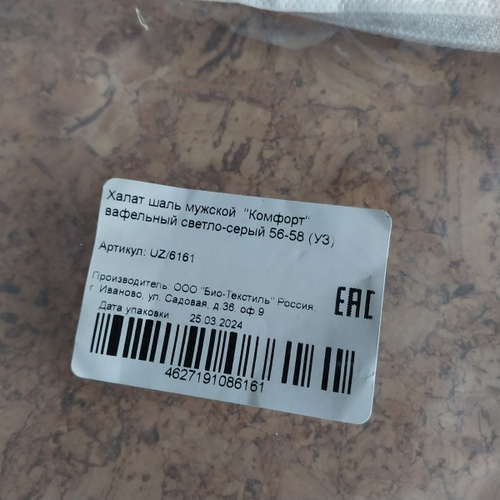 Халат шаль мужской "Комфорт"
вафельный светло-серый 56-58 (УЗ)
Артикул: UZ/6161
Производитель: ООО "Био-Текстиль" Россия
г. Иваново, ул. Садовая, д.36, оф.9
Дата упаковки: 25.03.2024
ЕАС
4627191086161